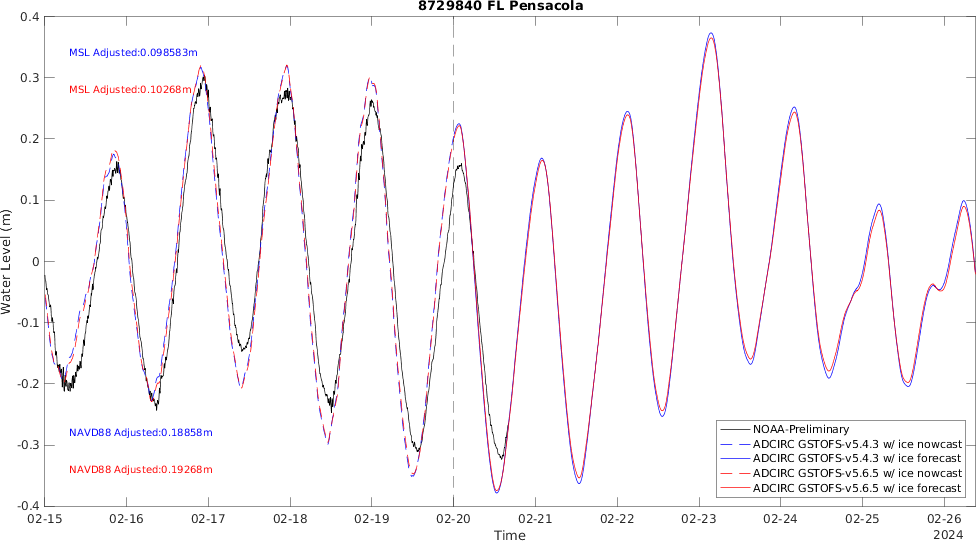 8729840 FL Pensacola
0.4
0.3
0.2
0.1
0
-0.1
-0.2
-0.3
-0.4
Water Level (m)
MSL Adjusted:0.098583m
MSL Adjusted:0.10268m
NAVD88 Adjusted:0.18858m
NAVD88 Adjusted:0.19268m
NOAA-Preliminary
ADCIRC GSTOFS-v5.4.3 w/ ice nowcast
ADCIRC GSTOFS-v5.4.3 w/ ice forecast
ADCIRC GSTOFS-v5.6.5 w/ ice nowcast
ADCIRC GSTOFS-v5.6.5 w/ ice forecast
02-15 02-16 02-17 02-18 02-19 02-20 02-21 02-22 02-23 02-24 02-25 02-26
Time
2024